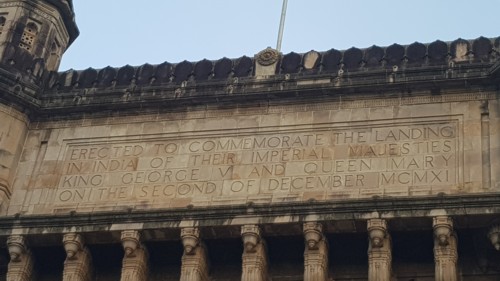 ERECTED TO COMMEMORATE THE LANDING
IN INDIA OF THEIR IMPERIAL MAJESTIES
KING GEORGE V AND QUEEN MARY
ON THE SECOND OF DECEMBER MCMXI